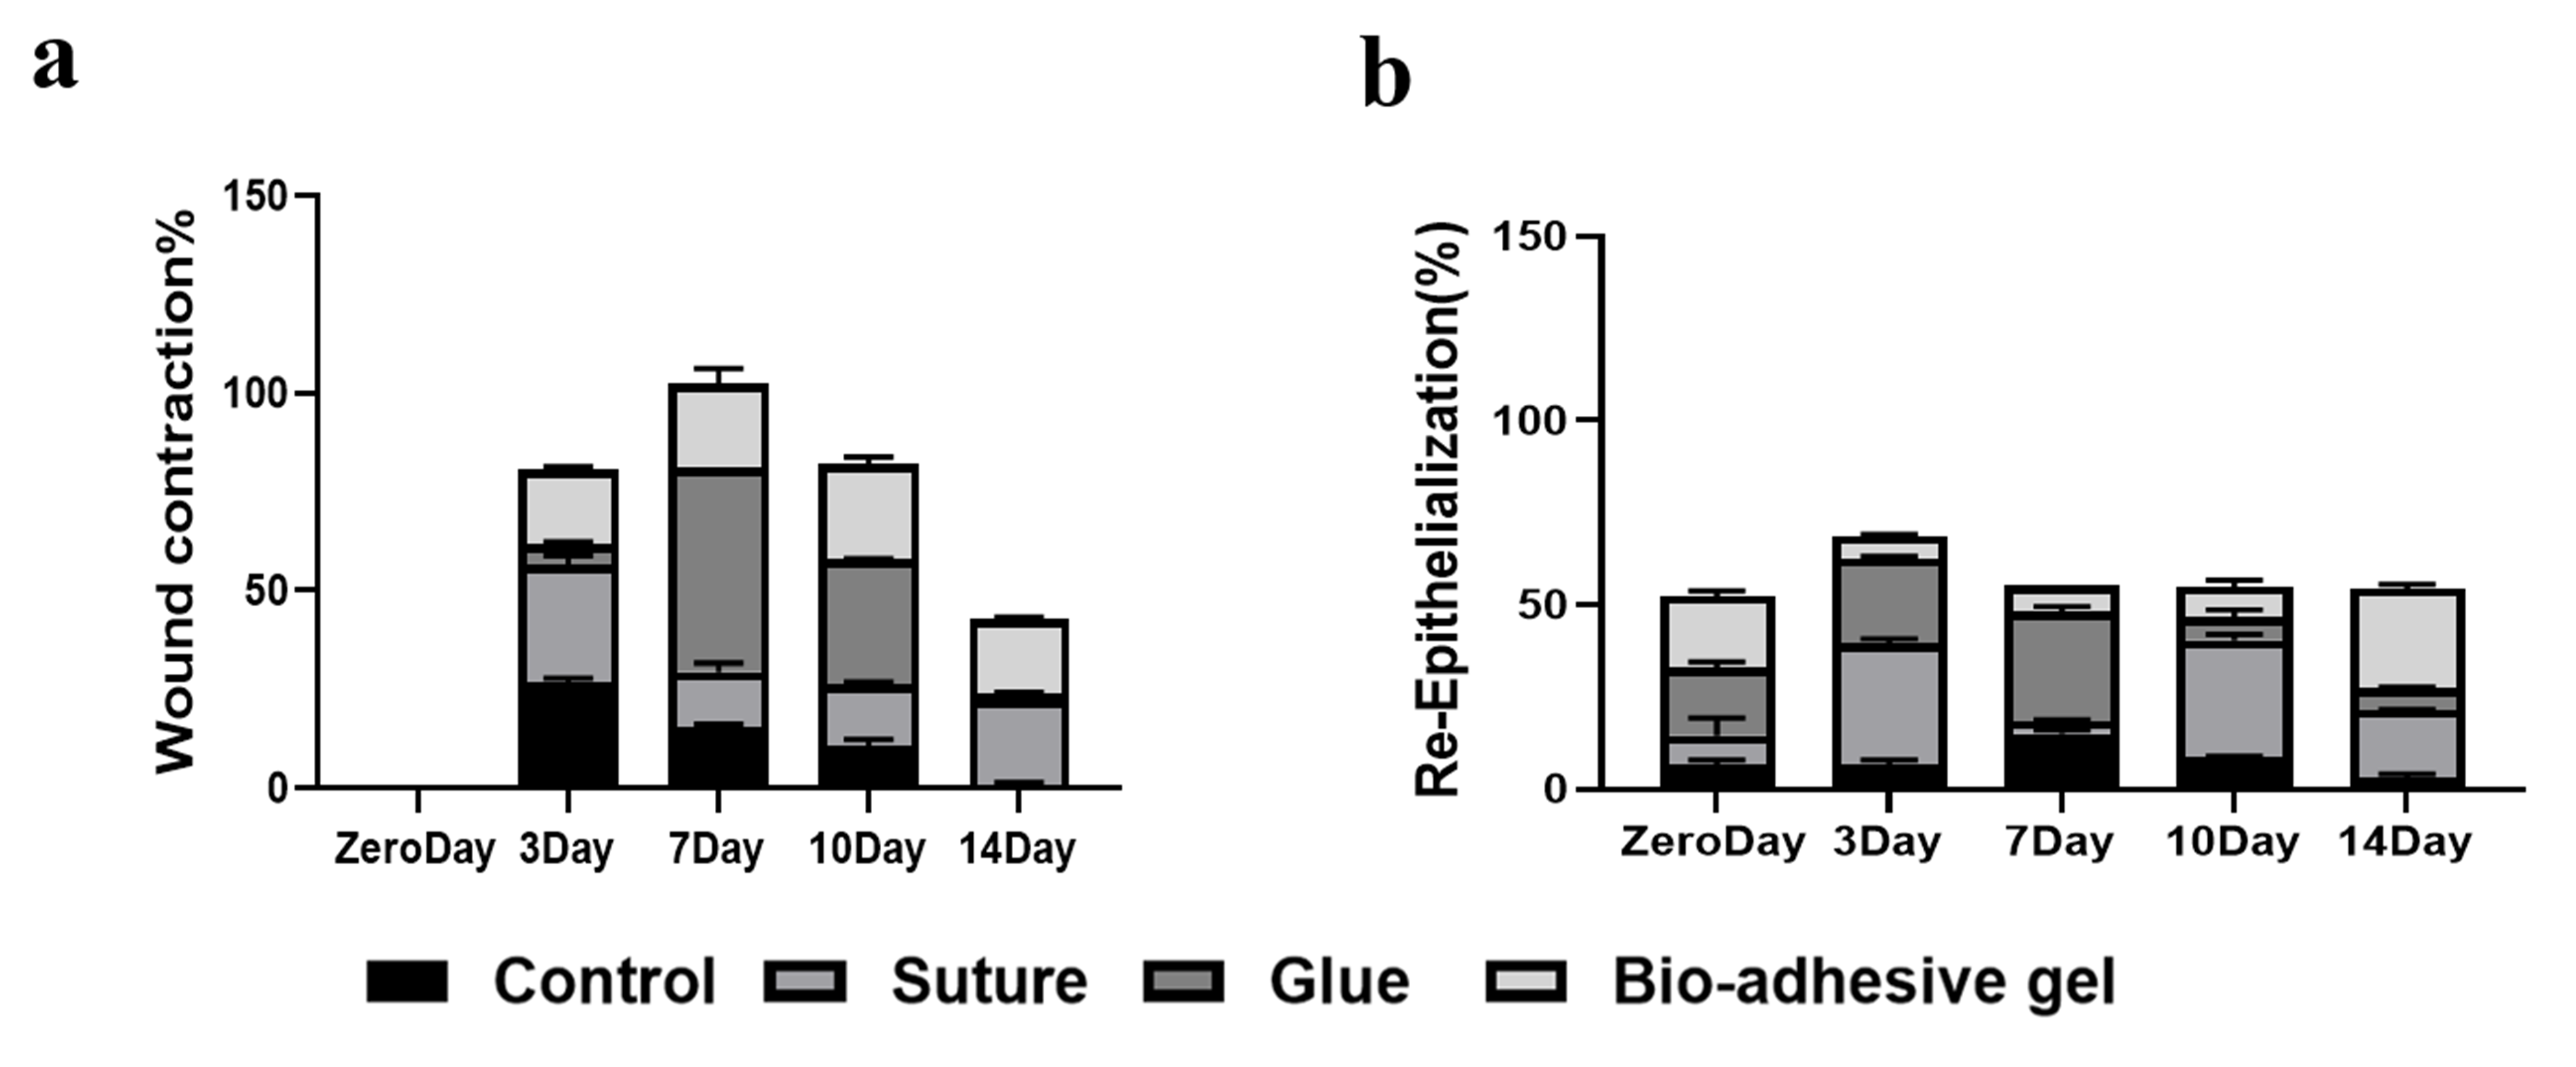 a
b
Wound contraction%
150
100
50
0
ZeroDay 3Day 7Day 10Day 14Day
Re-Epithelialization(%)
150
100
50
0
ZeroDay 3Day 7Day 10Day 14Day
Control Suture Glue Bio-adhesive gel